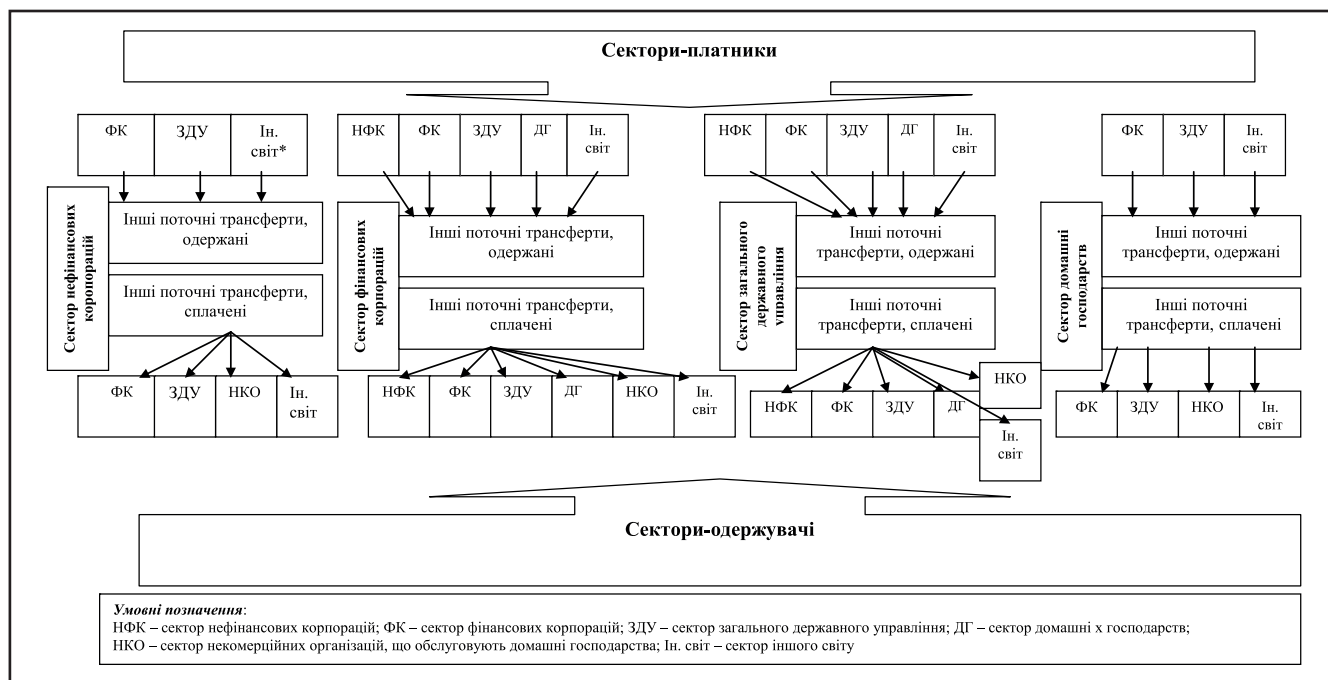 Сектори-платники
ФК ЗДУ Ін.
світ*
НФК ФК ЗДУ ДГ Ін.
світ
НФК ФК ЗДУ ДГ Ін.
світ
ФК ЗДУ Ін.
світ
Сектор нефінансових
коропорацій
Інші поточні трансферти,
одержані
Інші поточні трансферти,
сплачені
Сектор фінансових
корпорацій
Інші поточні трансферти,
одержані
Інші поточні трансферти,
сплачені
Сектор загального
державного
управління
Інші поточні
трансферти, одержані
Інші поточні
трансферти, сплачені
Сектор домашні
господарств
Інші поточні
трансферти, одержані
Інші поточні
трансферти, сплачені
ФК ЗДУ НКО Ін.
світ
НФК ФК ЗДУ ДГ НКО Ін.
світ
НФК ФК ЗДУ ДГ
НКО
Ін.
світ
ФК ЗДУ НКО Ін.
світ
Сектори-одержувачі
Умовні позначення:
НФК – сектор нефінансових корпорацій; ФК – сектор фінансових корпорацій; ЗДУ – сектор загального державного управління; ДГ – сектор домашні х господарств;
НКО – сектор некомерційних організацій, що обслуговують домашні господарства; Ін. світ – сектор іншого світу